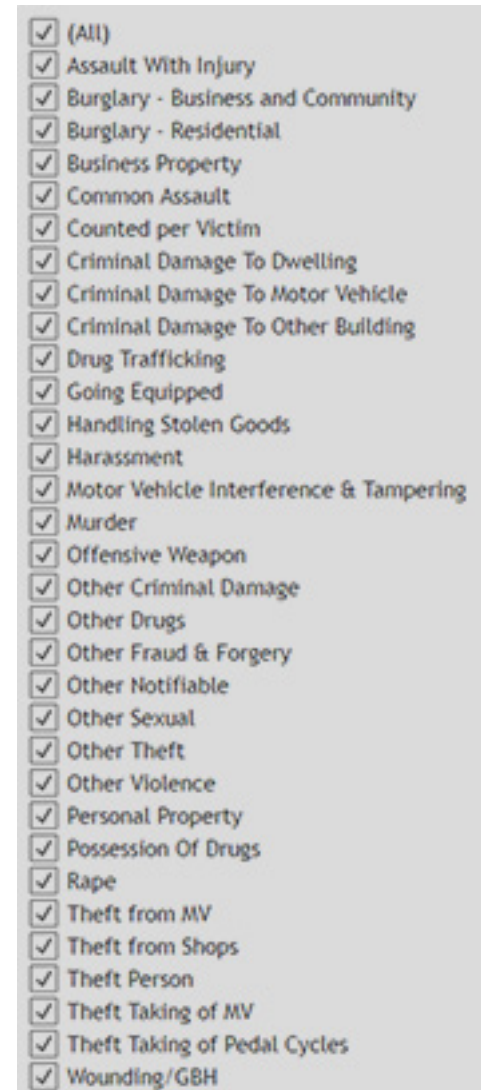 (All)
Assault With Injury
Burglary - Business and Community
Burglary - Residential
Business Property
Common Assault
Counted per Victim
Criminal Damage To Dwelling
Criminal Damage To Motor Vehicle
Criminal Damage To Other Building
Drug Trafficking
Going Equipped
Handling Stolen Goods
Harassment
Motor Vehicle Interference & Tampering
Murder
Offensive Weapon
Other Criminal Damage
Other Drugs
Other Fraud & Forgery
Other Notifiable
Other Sexual
Other Theft
Other Violence
Personal Property
Possession Of Drugs
Rape
Theft from MV
Theft from Shops
Theft Person
Theft Taking of MV
Theft Taking of Pedal Cycles
Wounding/GBH